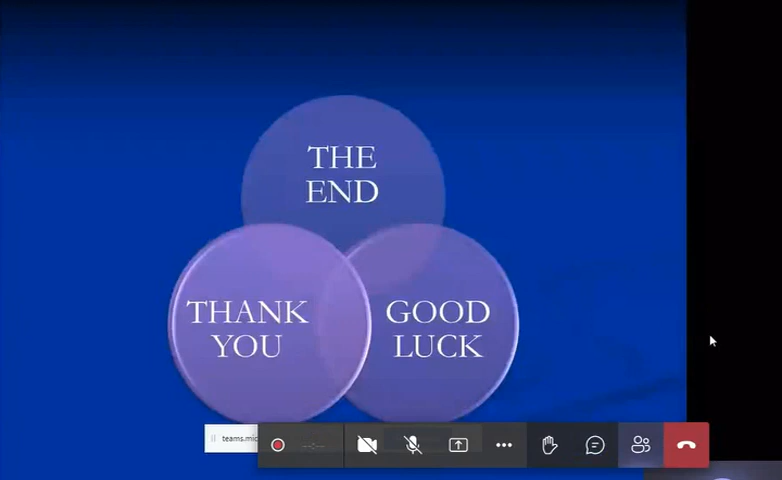 THE
END
THANK
YOU
GOOD
LUCK
teams.mic
--:--